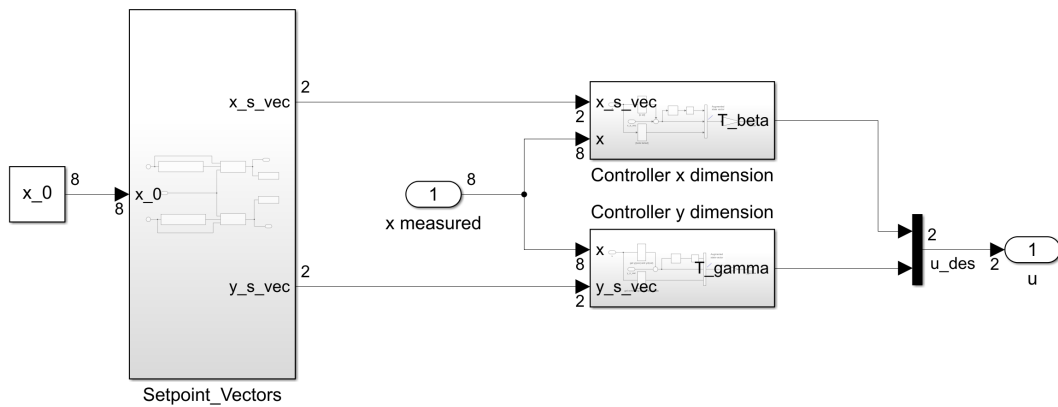 x_0
8
8
x_0
x_s_vec
2
y_s_vec
2
Setpoint_Vectors
1
8
x measured
x_s_vec
2
x
8
T_beta
Controller x dimension
Controller y dimension
x
8
y_s_vec
2
T_gamma
2
u_des
2
1
u